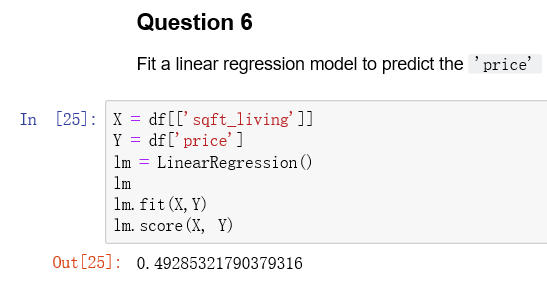 Question 6
Fit a linear regression model to predict the 'price'
In [25]: X = df[['sqft_living']]
Y = df['price']
lm = LinearRegression()
lm
lm.fit(X,Y)
lm.score(X, Y)
Out[25]: 0.49285321790379316